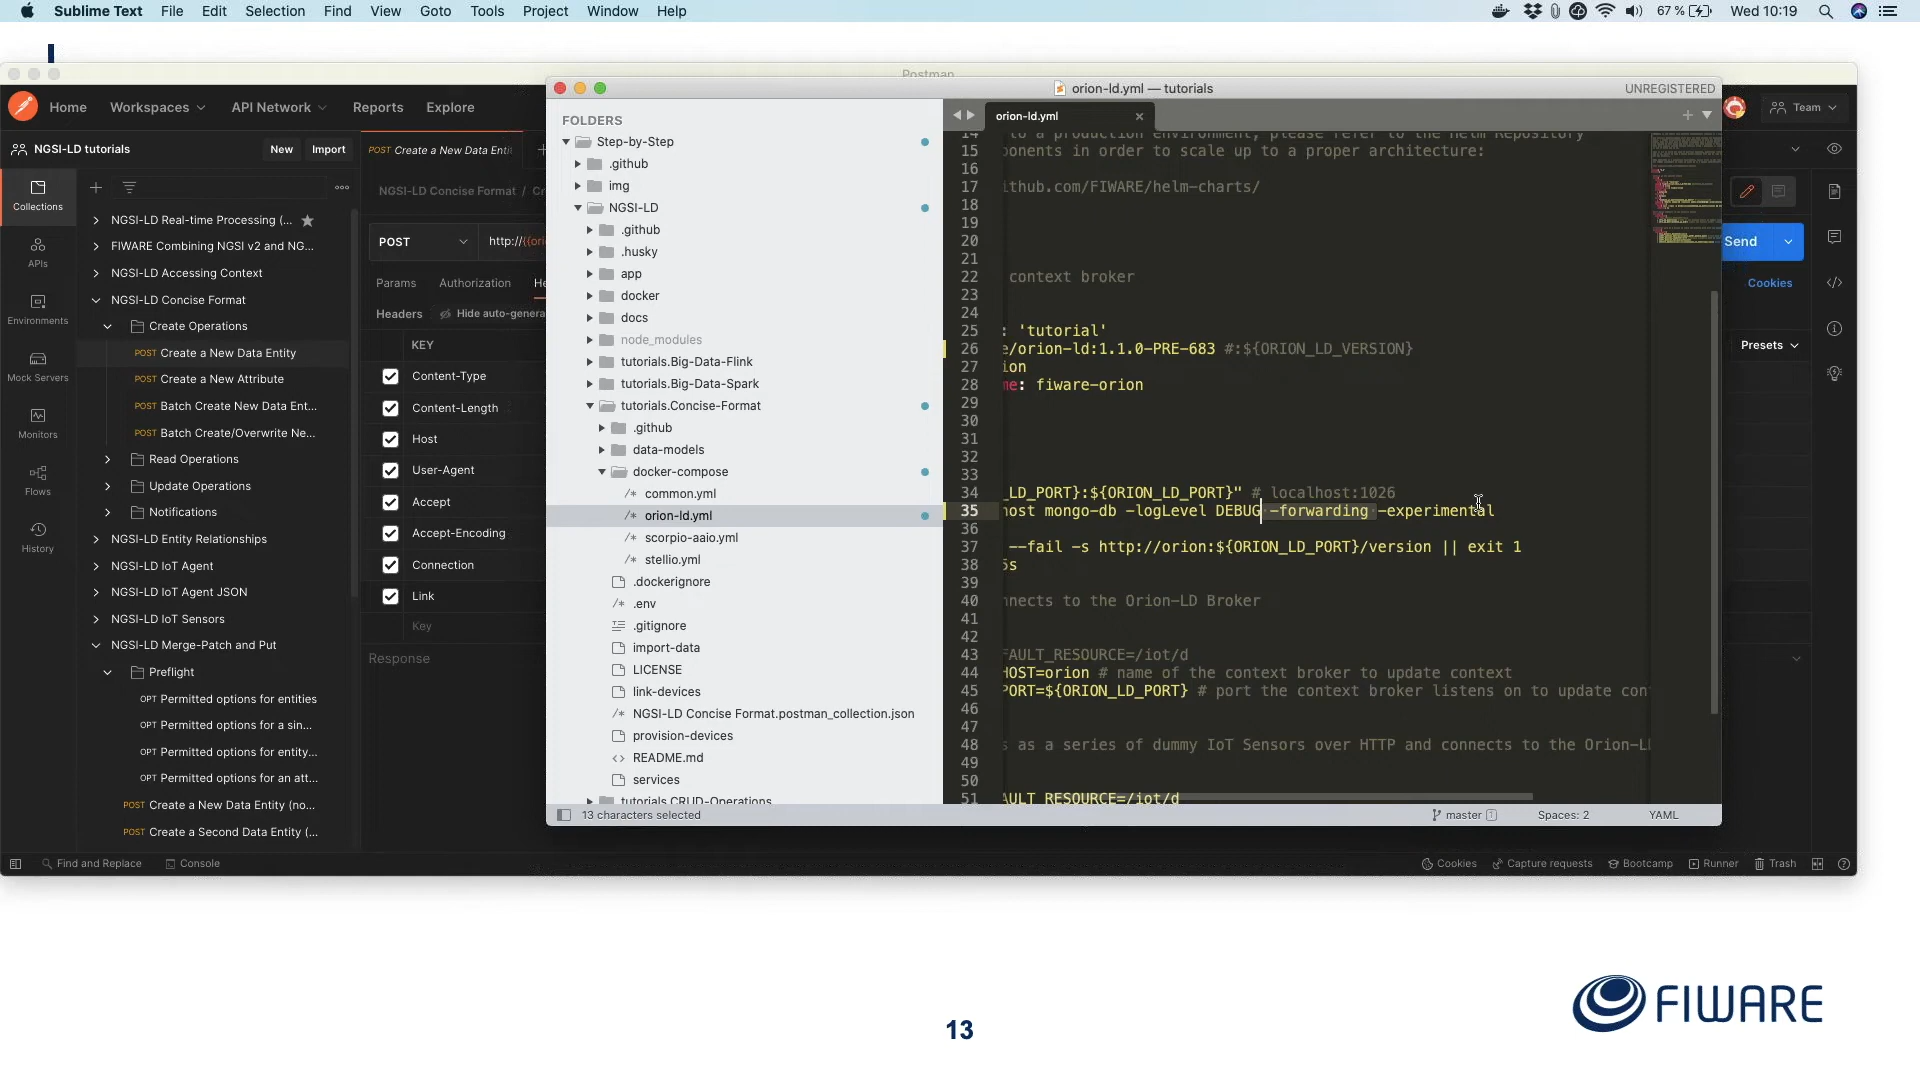 Sublime Text File Edit Selection Find View Goto Tools Project Window Help 67 % Wed 10:19
Postman
orion-ld.yml — tutorials UNREGISTERED
Home Workspaces API Network Reports Explore
Team
NGSI-LD tutorials New Import
POST Create a New Data Enti
NGSI-LD Concise Format / Cr
Collections
APIs
Environments
Mock Servers
Monitors
Flows
History
NGSI-LD Real-time Processing (...
FIWARE Combining NGSI v2 and NG...
NGSI-LD Accessing Context
NGSI-LD Concise Format
Create Operations
POST Create a New Data Entity
POST Create a New Attribute
POST Batch Create New Data Ent...
POST Batch Create/Overwrite Ne...
Read Operations
Update Operations
Notifications
NGSI-LD Entity Relationships
NGSI-LD IoT Agent
NGSI-LD IoT Agent JSON
NGSI-LD IoT Sensors
NGSI-LD Merge-Patch and Put
Preflight
OPT Permitted options for entities
OPT Permitted options for a sin...
OPT Permitted options for entity...
OPT Permitted options for an att...
POST Create a New Data Entity (no...
POST Create a Second Data Entity (...
POST http://{{ori
Params Authorization He
Headers Hide auto-genera
KEY
Content-Type
Content-Length
Host
User-Agent
Accept
Accept-Encoding
Connection
Link
Key
Response
FOLDERS
Step-by-Step
.github
img
NGSI-LD
.github
.husky
app
docker
docs
node_modules
tutorials.Big-Data-Flink
tutorials.Big-Data-Spark
tutorials.Concise-Format
.github
data-models
docker-compose
/* common.yml
/* orion-ld.yml
/* scorpio-aaio.yml
/* stellio.yml
.dockerignore
/* .env
.gitignore
import-data
LICENSE
link-devices
/* NGSI-LD Concise Format.postman_collection.json
provision-devices
<> README.md
services
tutorials.CRUD-Operations
orion-ld.yml
14 to a production environment, please refer to the Helm Repository
15 onents in order to scale up to a proper architecture:
16
17 ithub.com/FIWARE/helm-charts/
18
19
20
21
22 context broker
23
24
25 : 'tutorial'
26 e/orion-ld:1.1.0-PRE-683 #:${ORION_LD_VERSION}
27 ion
28 me: fiware-orion
29
30
31
32
33
34 _LD_PORT}:${ORION_LD_PORT}" # localhost:1026
35 host mongo-db -logLevel DEBUG -forwarding -experimental
36
37 --fail -s http://orion:${ORION_LD_PORT}/version || exit 1
38 5s
39
40 nnects to the Orion-LD Broker
41
42
43 FAULT_RESOURCE=/iot/d
44 HOST=orion # name of the context broker to update context
45 PORT=${ORION_LD_PORT} # port the context broker listens on to update con
46
47
48 s as a series of dummy IoT Sensors over HTTP and connects to the Orion-L
49
50
51 AULT_RESOURCE=/iot/d
Send
Cookies
Presets
13 characters selected master 7 Spaces: 2 YAML
Find and Replace Console Cookies Capture requests Bootcamp Runner Trash
FIWARE
13